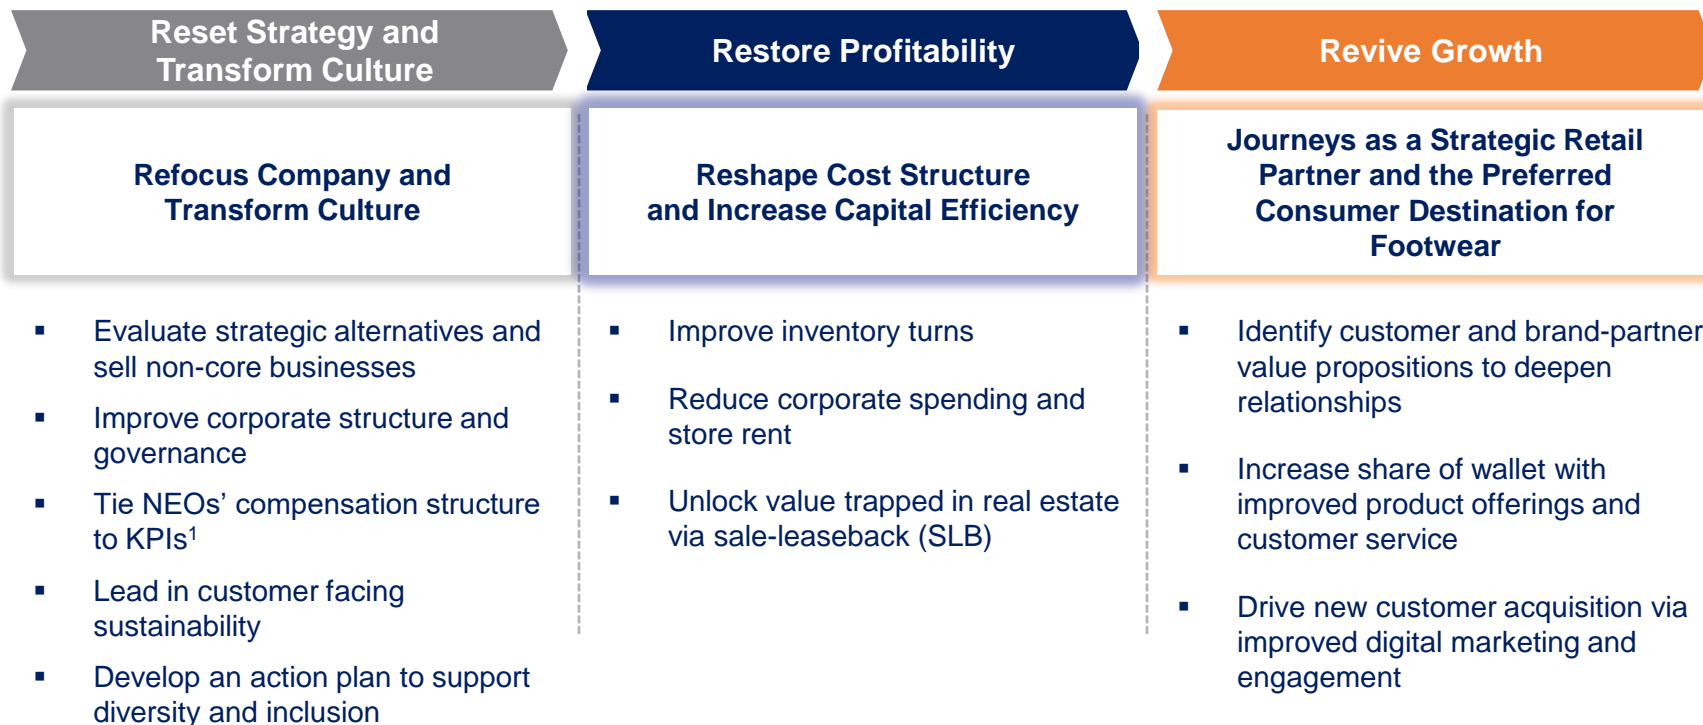 Reset Strategy and
Transform Culture
Refocus Company and
Transform Culture
▪ Evaluate strategic alternatives and
sell non-core businesses
▪ Improve corporate structure and
governance
▪ Tie NEOs’ compensation structure
to KPIs¹
▪ Lead in customer facing
sustainability
▪ Develop an action plan to support
diversity and inclusion
Restore Profitability
Reshape Cost Structure
and Increase Capital Efficiency
▪ Improve inventory turns
▪ Reduce corporate spending and
store rent
▪ Unlock value trapped in real estate
via sale-leaseback (SLB)
Revive Growth
Journeys as a Strategic Retail
Partner and the Preferred
Consumer Destination for
Footwear
▪ Identify customer and brand-partner
value propositions to deepen
relationships
▪ Increase share of wallet with
improved product offerings and
customer service
▪ Drive new customer acquisition via
improved digital marketing and
engagement